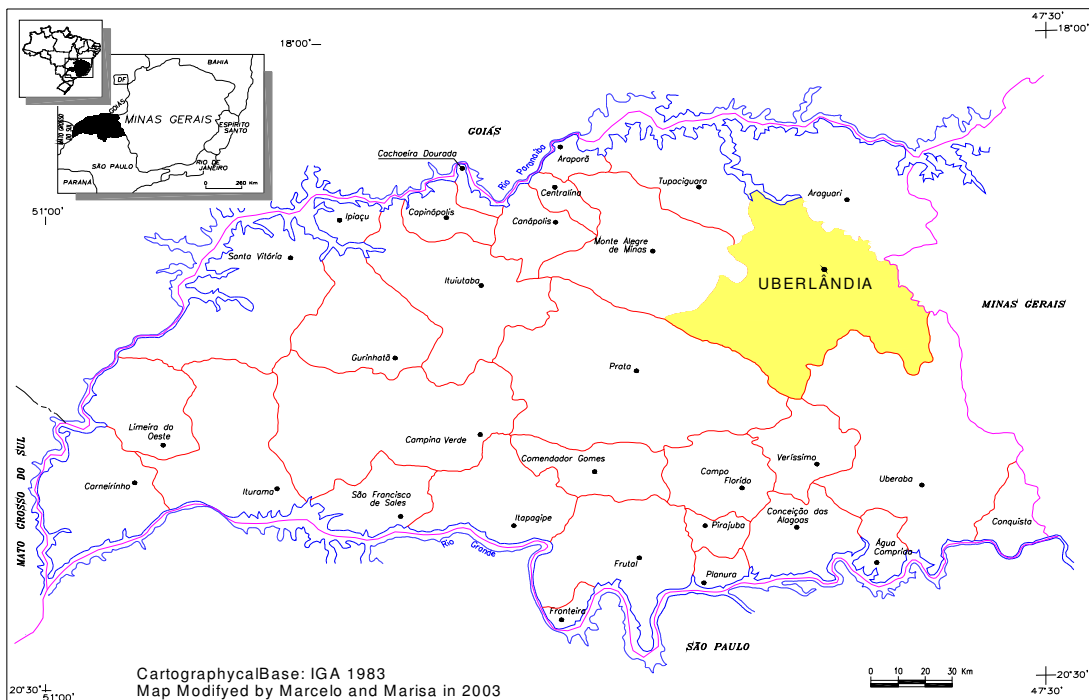 47°30'
18°00'
18°00'
BAHIA
DF
GOIÁS
MINAS GERAIS
MATO GROSSO
DO SUL
ESPIRITO
SANTO
SÃO PAULO
RIO DE
JANEIRO
PARANA
0 260 Km
GOIÁS
Cachoeira Dourada
Rio Paranaíba
Araporã
Centralina
Tupaciguara
Araguari
51°00'
Ipiaçu
Capinópolis
Canápolis
Monte Alegre
de Minas
Santa Vitória
Ituiutaba
UBERLÂNDIA
MINAS GERAIS
Gurinhatã
Prata
Limeira do
Oeste
Campina Verde
Comendador Gomes
Veríssimo
Campo
Florido
Uberaba
Carneirinho
Iturama
São Francisco
de Sales
Itapagipe
Pirajuba
Conceição das
Alagoas
Conquista
MATO GROSSO DO SUL
Rio Grande
Água
Comprida
Frutal
Planura
Fronteira
SÃO PAULO
CartographycalBase: IGA 1983
Map Modifyed by Marcelo and Marisa in 2003
0 10 20 30 Km
20°30'
51°00'
20°30'
47°30'